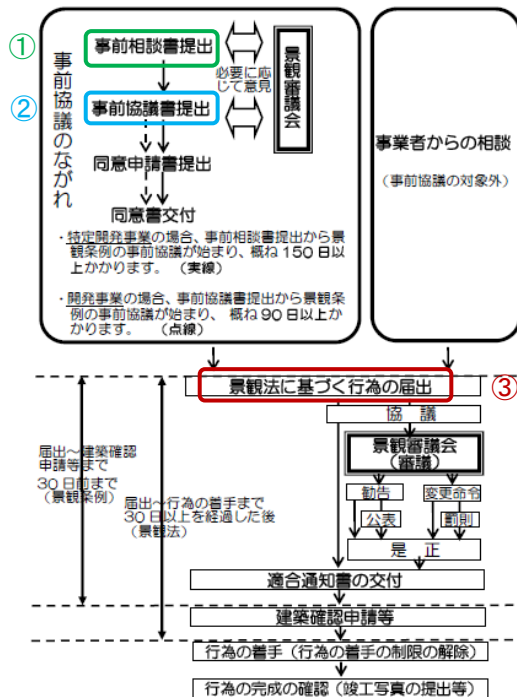 ①
事前相談書提出
必要に応
じて意見
景観審議会
事前協議のながれ
②
事前協議書提出
同意申請書提出
同意書交付
・特定開発事業の場合、事前相談書提出から景
観条例の事前協議が始まり、概ね150日以
上かかります。（実線）
・開発事業の場合、事前協議書提出から景観条
例の事前協議が始まり、概ね90日以上か
かります。（点線）
事業者からの相談
（事前協議の対象外）
景観法に基づく行為の届出
③
協議
景観審議会
（審議）
勧告
変更命令
公表
罰則
是正
届出～建築確認
申請等まで
30日前まで
（景観条例）
届出～行為の着手まで
30日以上を経過した後
（景観法）
適合通知書の交付
建築確認申請等
行為の着手（行為の着手の制限の解除）
行為の完成の確認（竣工写真の提出等）